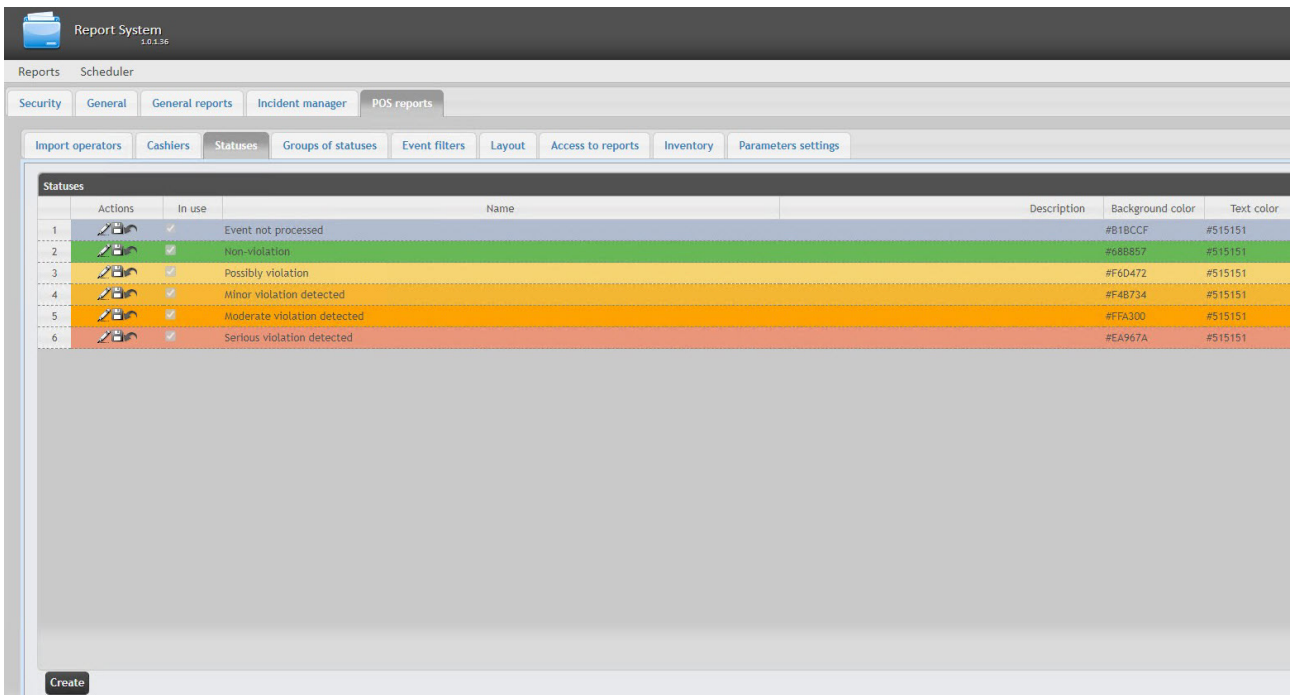 Report System
1.0.1.36
Reports Scheduler
Security General General reports Incident manager POS reports
Import operators Cashiers Statuses Groups of statuses Event filters Layout Access to reports Inventory Parameters settings
Statuses
Actions In use Name Description Background color Text color
1 Event not processed #B1BCCF #515151
2 Non-violation #68B857 #515151
3 Possibly violation #F6D472 #515151
4 Minor violation detected #F4B734 #515151
5 Moderate violation detected #FFA300 #515151
6 Serious violation detected #EA967A #515151
Create